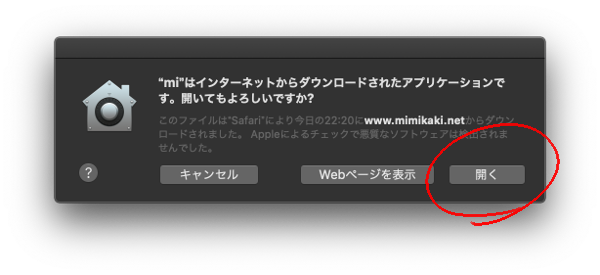 “mi”はインターネットからダウンロードされたアプリケーションで
す。開いてもよろしいですか?
このファイルは“Safari”により今日の22:20にwww.mimikaki.netからダウン
ロードされました。 Appleによるチェックで悪質なソフトウェアは検出されま
せんでした。
?
キャンセル
Webページを表示
開く